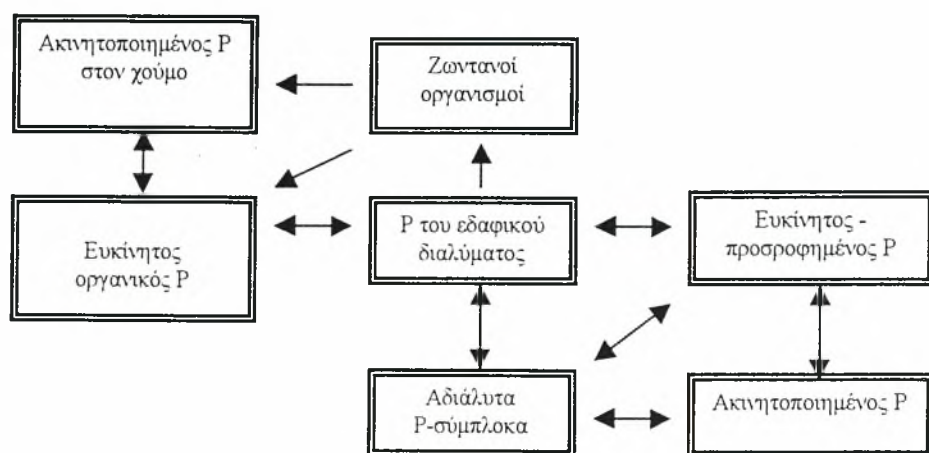 Ακινητοποιημένος P
στον χούμο
Ζωντανοί
οργανισμοί
Ευκίνητος
οργανικός P
P του εδαφικού
διαλύματος
Ευκίνητος -
προσροφημένος P
Αδιάλυτα
P-σύμπλοκα
Ακινητοποιημένος P